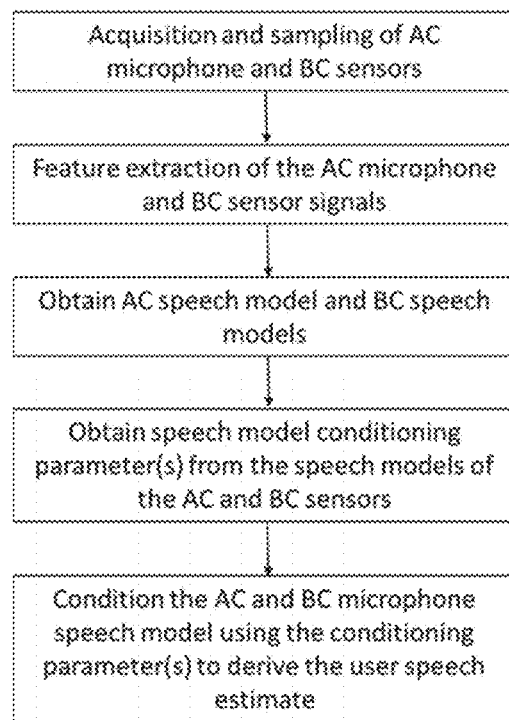 Acquisition and sampling of AC
microphone and BC sensors
Feature extraction of the AC microphone
and BC sensor signals
Obtain AC speech model and BC speech
models
Obtain speech model conditioning
parameter(s) from the speech models of
the AC and BC sensors
Condition the AC and BC microphone
speech model using the conditioning
parameter(s) to derive the user speech
estimate